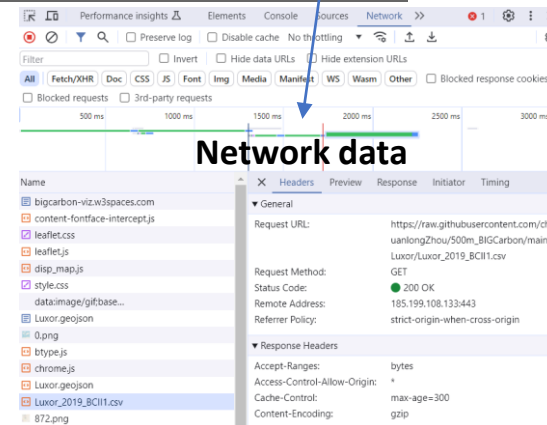 Performance insights Elements Console Sources Network 1
Preserve log Disable cache No throttling
Filter Invert Hide data URLs Hide extension URLs
All Fetch/XHR Doc CSS JS Font Img Media Manifest WS Wasm Other Blocked response cookies
Blocked requests 3rd-party requests
500 ms 1000 ms 1500 ms 2000 ms 2500 ms 3000 ms
Network data
Name
bigcarbon-viz.w3spaces.com
content-fontface-intercept.js
leaflet.css
leaflet.js
disp_map.js
style.css
data:image/gif;base...
Luxor.geojson
0.png
btype.js
chrome.js
Luxor.geojson
Luxor_2019_BCII1.csv
872.png
Headers Preview Response Initiator Timing
General
Request URL: https://raw.githubusercontent.com/ch
uanlongZhou/500m_BIGCarbon/main
Luxor/Luxor_2019_BCII1.csv
Request Method: GET
Status Code: 200 OK
Remote Address: 185.199.108.133:443
Referrer Policy: strict-origin-when-cross-origin
Response Headers
Accept-Ranges: bytes
Access-Control-Allow-Origin: *
Cache-Control: max-age=300
Content-Encoding: gzip